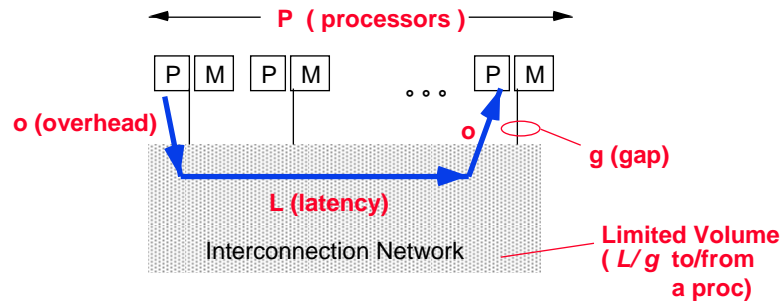 P ( processors )
P M P M ° ° ° P M
o (overhead)
o
g (gap)
L (latency)
Interconnection Network
Limited Volume
( L/ g to/from
a proc)